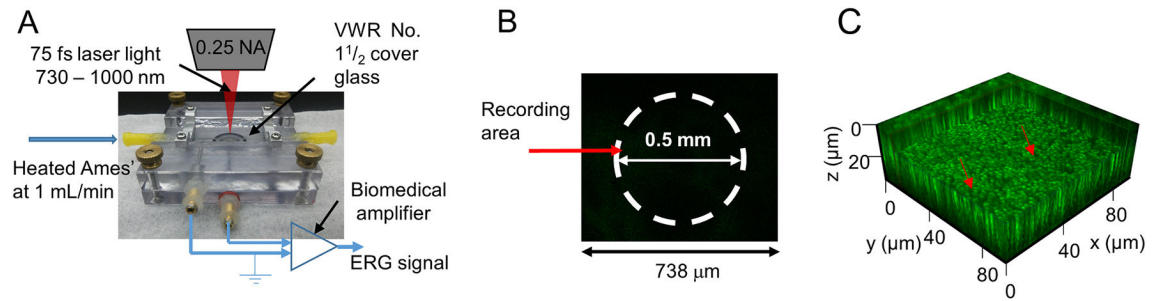 A
0.25 NA
75 fs laser light
730 – 1000 nm
VWR No.
1 1/2 cover
glass
Heated Ames'
at 1 mL/min
Biomedical
amplifier
ERG signal
B
Recording
area
0.5 mm
738 μm
C
0
20
z (μm)
0
40
80
y (μm)
0
40
80
x (μm)